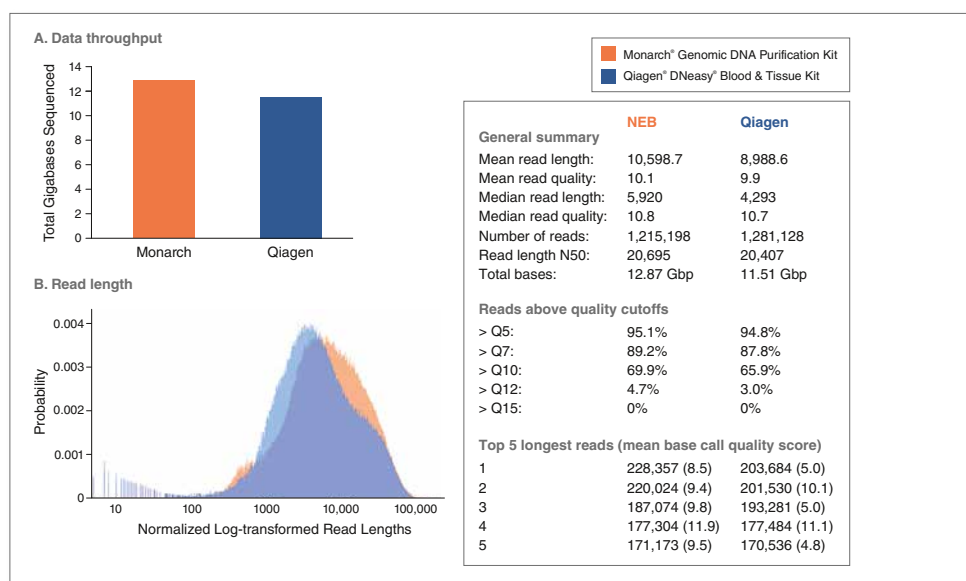 A. Data throughput
Total Gigabases Sequenced
14
12
10
8
6
4
2
0
Monarch Qiagen
B. Read length
Probability
0.004
0.003
0.002
0.001
0
10 100 1000 10,000 100,000
Normalized Log-transformed Read Lengths
Monarch® Genomic DNA Purification Kit
Qiagen® DNeasy® Blood & Tissue Kit
NEB Qiagen
General summary
Mean read length: 10,598.7 8,988.6
Mean read quality: 10.1 9.9
Median read length: 5,920 4,293
Median read quality: 10.8 10.7
Number of reads: 1,215,198 1,281,128
Read length N50: 20,695 20,407
Total bases: 12.87 Gbp 11.51 Gbp
Reads above quality cutoffs
> Q5: 95.1% 94.8%
> Q7: 89.2% 87.8%
> Q10: 69.9% 65.9%
> Q12: 4.7% 3.0%
> Q15: 0% 0%
Top 5 longest reads (mean base call quality score)
1 228,357 (8.5) 203,684 (5.0)
2 220,024 (9.4) 201,530 (10.1)
3 187,074 (9.8) 193,281 (5.0)
4 177,304 (11.9) 177,484 (11.1)
5 171,173 (9.5) 170,536 (4.8)